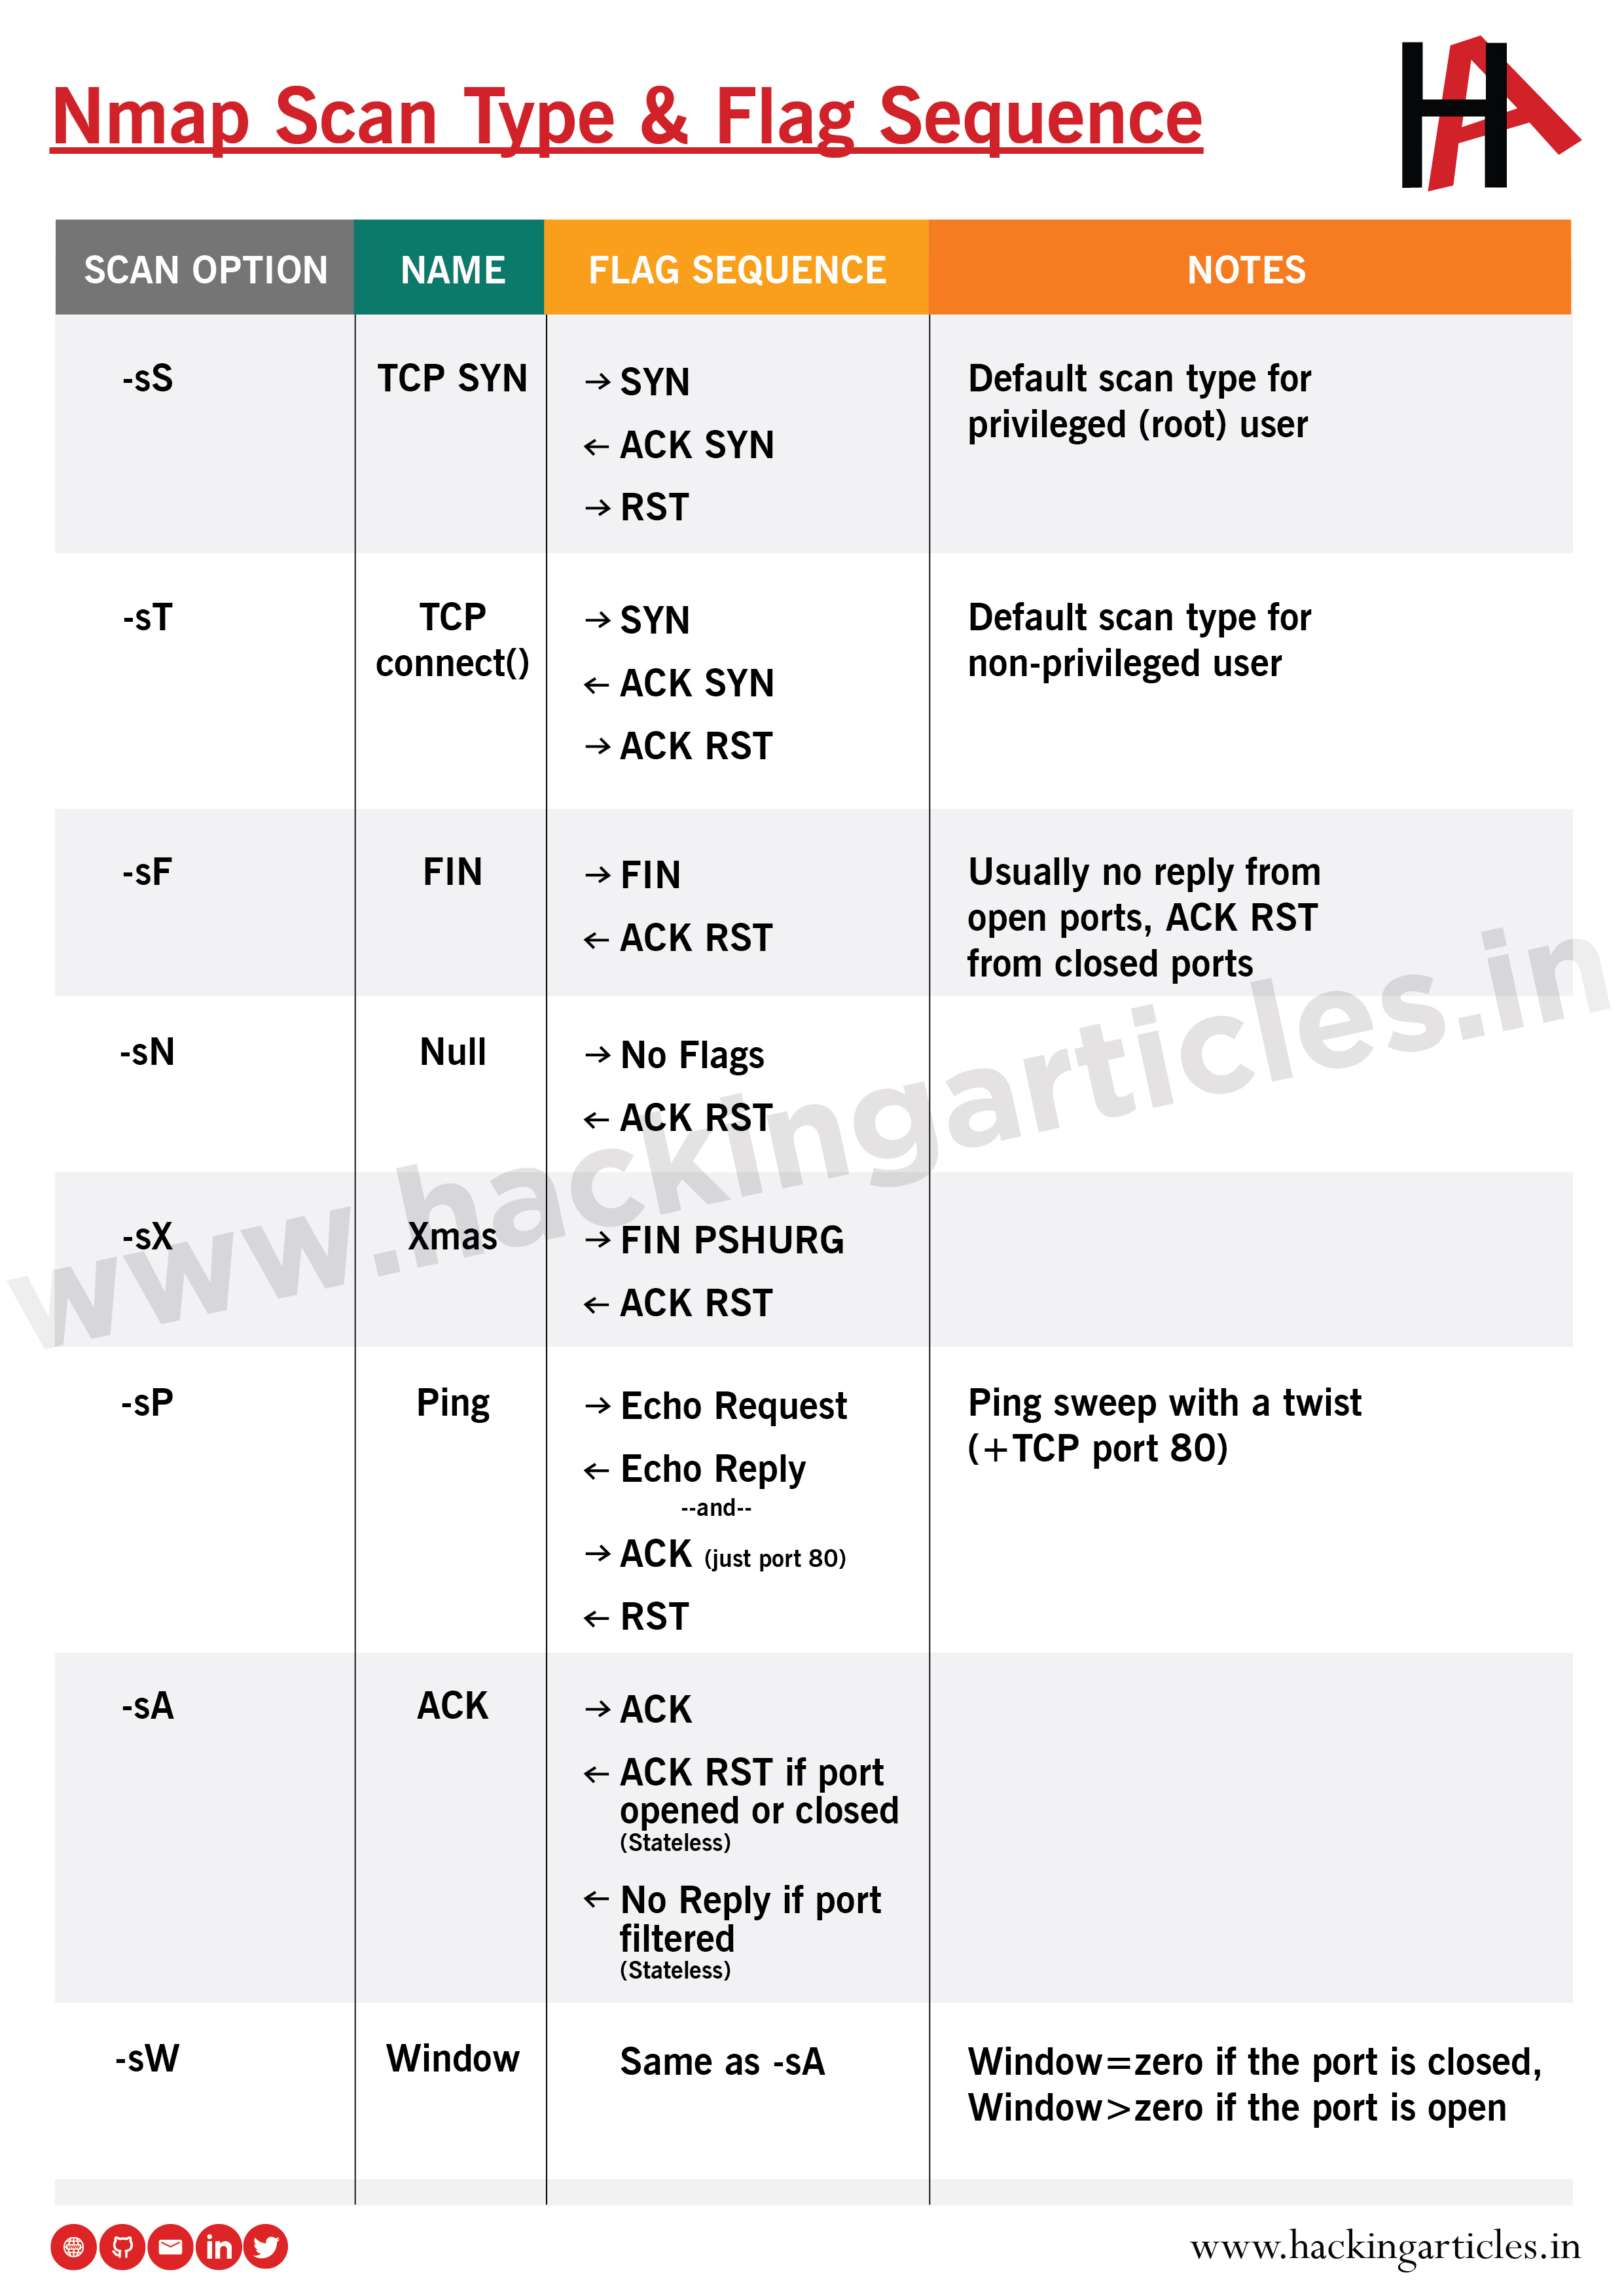 Nmap Scan Type & Flag Sequence
HA
SCAN OPTION NAME FLAG SEQUENCE NOTES
-sS TCP SYN → SYN Default scan type for
privileged (root) user
← ACK SYN
→ RST
-sT TCP → SYN Default scan type for
connect() non-privileged user
← ACK SYN
→ ACK RST
-sF FIN → FIN Usually no reply from
open ports, ACK RST
← ACK RST
from closed ports
-sN Null → No Flags
← ACK RST
-sX Xmas → FIN PSHURG
← ACK RST
-sP Ping → Echo Request Ping sweep with a twist
(+TCP port 80)
← Echo Reply
--and--
→ ACK (just port 80)
← RST
-sA ACK → ACK
← ACK RST if port
opened or closed
(Stateless)
← No Reply if port
filtered
(Stateless)
-sW Window Same as -sA Window=zero if the port is closed,
Window>zero if the port is open
www.hackingarticles.in
in www.hackingarticles.in